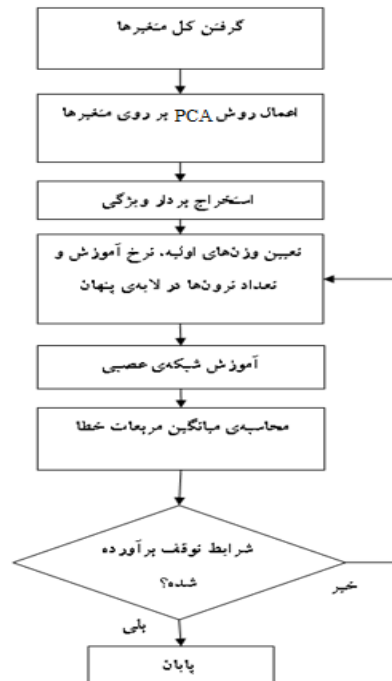 گرفتن کل متغیرها
اعمال روش PCA بر روی متغیرها
استخراج بردار ویژگی
تعیین وزن‌های اولیه، نرخ آموزش و
تعداد نرون‌ها در لایه‌ی پنهان
آموزش شبکه‌ی عصبی
محاسبه‌ی میانگین مربعات خطا
شرایط توقف برآورده
شده؟
خیر
بلی
پایان